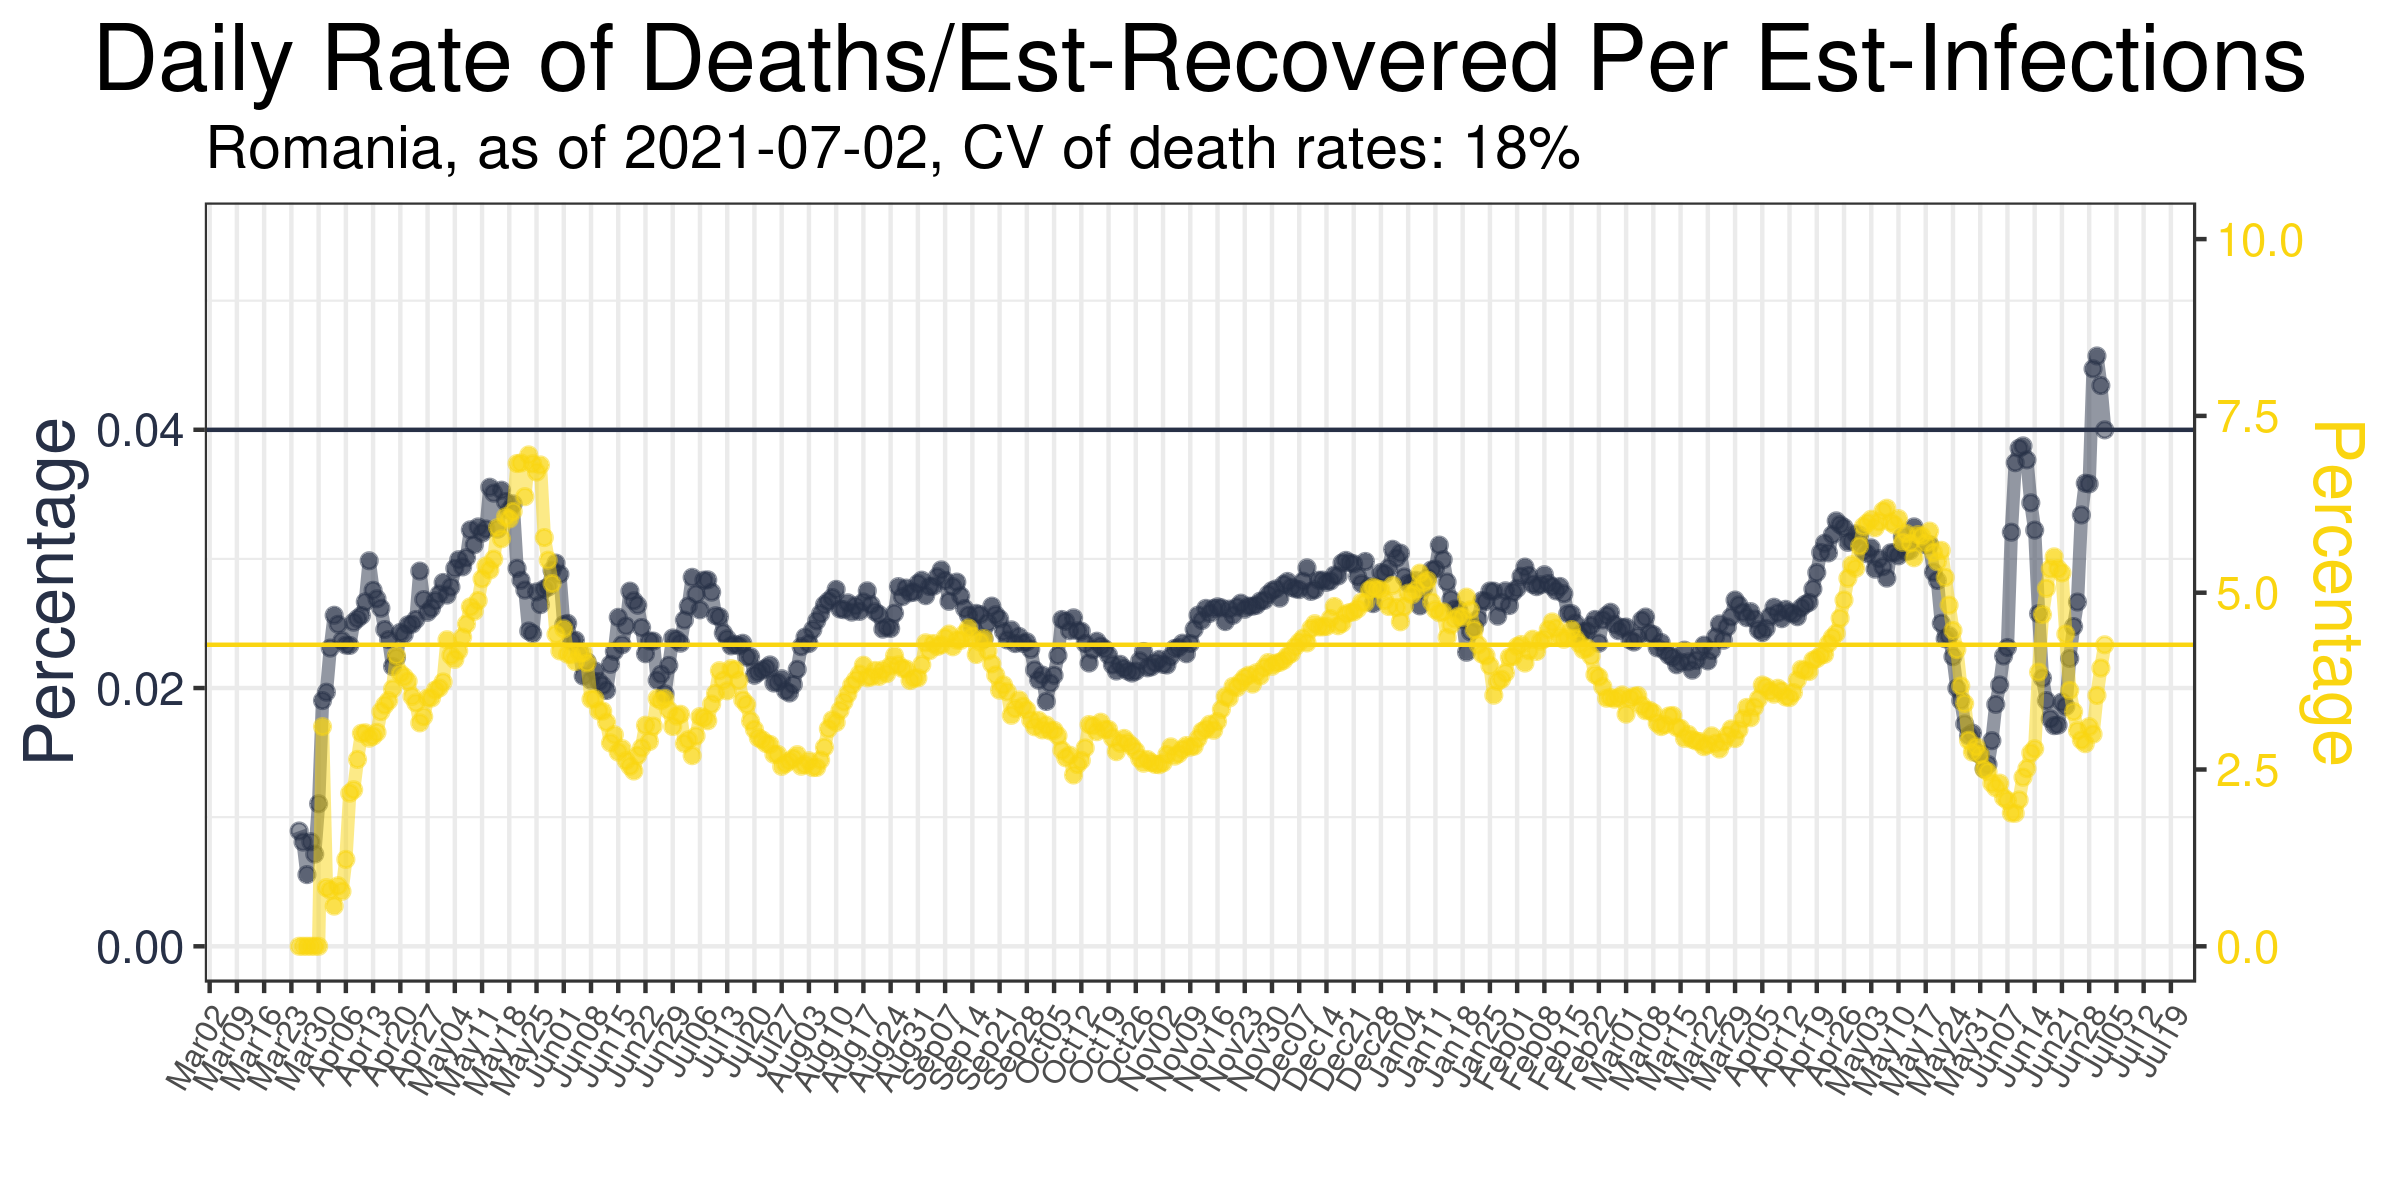 Daily Rate of Deaths/Est-Recovered Per Est-Infections
Romania, as of 2021-07-02, CV of death rates: 18%
Percentage
0.04
0.02
0.00
10.0
7.5
5.0
2.5
0.0
Percentage
Mar02
Mar09
Mar16
Mar23
Mar30
Apr06
Apr13
Apr20
Apr27
May04
May11
May18
May25
Jun01
Jun08
Jun15
Jun22
Jun29
Jul06
Jul13
Jul20
Jul27
Aug03
Aug10
Aug17
Aug24
Aug31
Sep07
Sep14
Sep21
Sep28
Oct05
Oct12
Oct19
Oct26
Nov02
Nov09
Nov16
Nov23
Nov30
Dec07
Dec14
Dec21
Dec28
Jan04
Jan11
Jan18
Jan25
Feb01
Feb08
Feb15
Feb22
Mar01
Mar08
Mar15
Mar22
Mar29
Apr05
Apr12
Apr19
Apr26
May03
May10
May17
May24
May31
Jun07
Jun14
Jun21
Jun28
Jul05
Jul12
Jul19